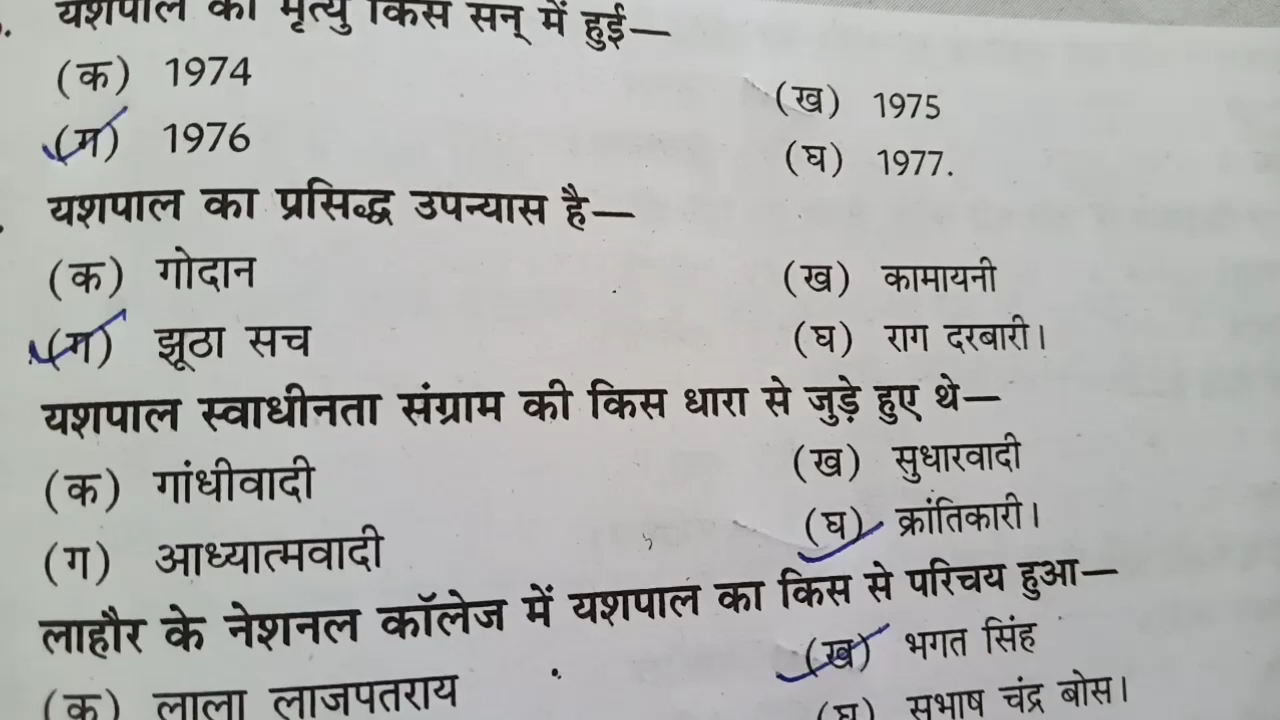 यशपाल की मृत्यु किस सन् में हुई—
(क) 1974
(ख) 1975
(ग) 1976
(घ) 1977.
यशपाल का प्रसिद्ध उपन्यास है—
(क) गोदान
(ख) कामायनी
(ग) झूठा सच
(घ) राग दरबारी।
यशपाल स्वाधीनता संग्राम की किस धारा से जुड़े हुए थे—
(क) गांधीवादी
(ख) सुधारवादी
(ग) आध्यात्मवादी
(घ) क्रांतिकारी।
लाहौर के नेशनल कॉलेज में यशपाल का किस से परिचय हुआ—
(ख) भगत सिंह
(क) लाला लाजपतराय
(घ) सुभाष चंद्र बोस।